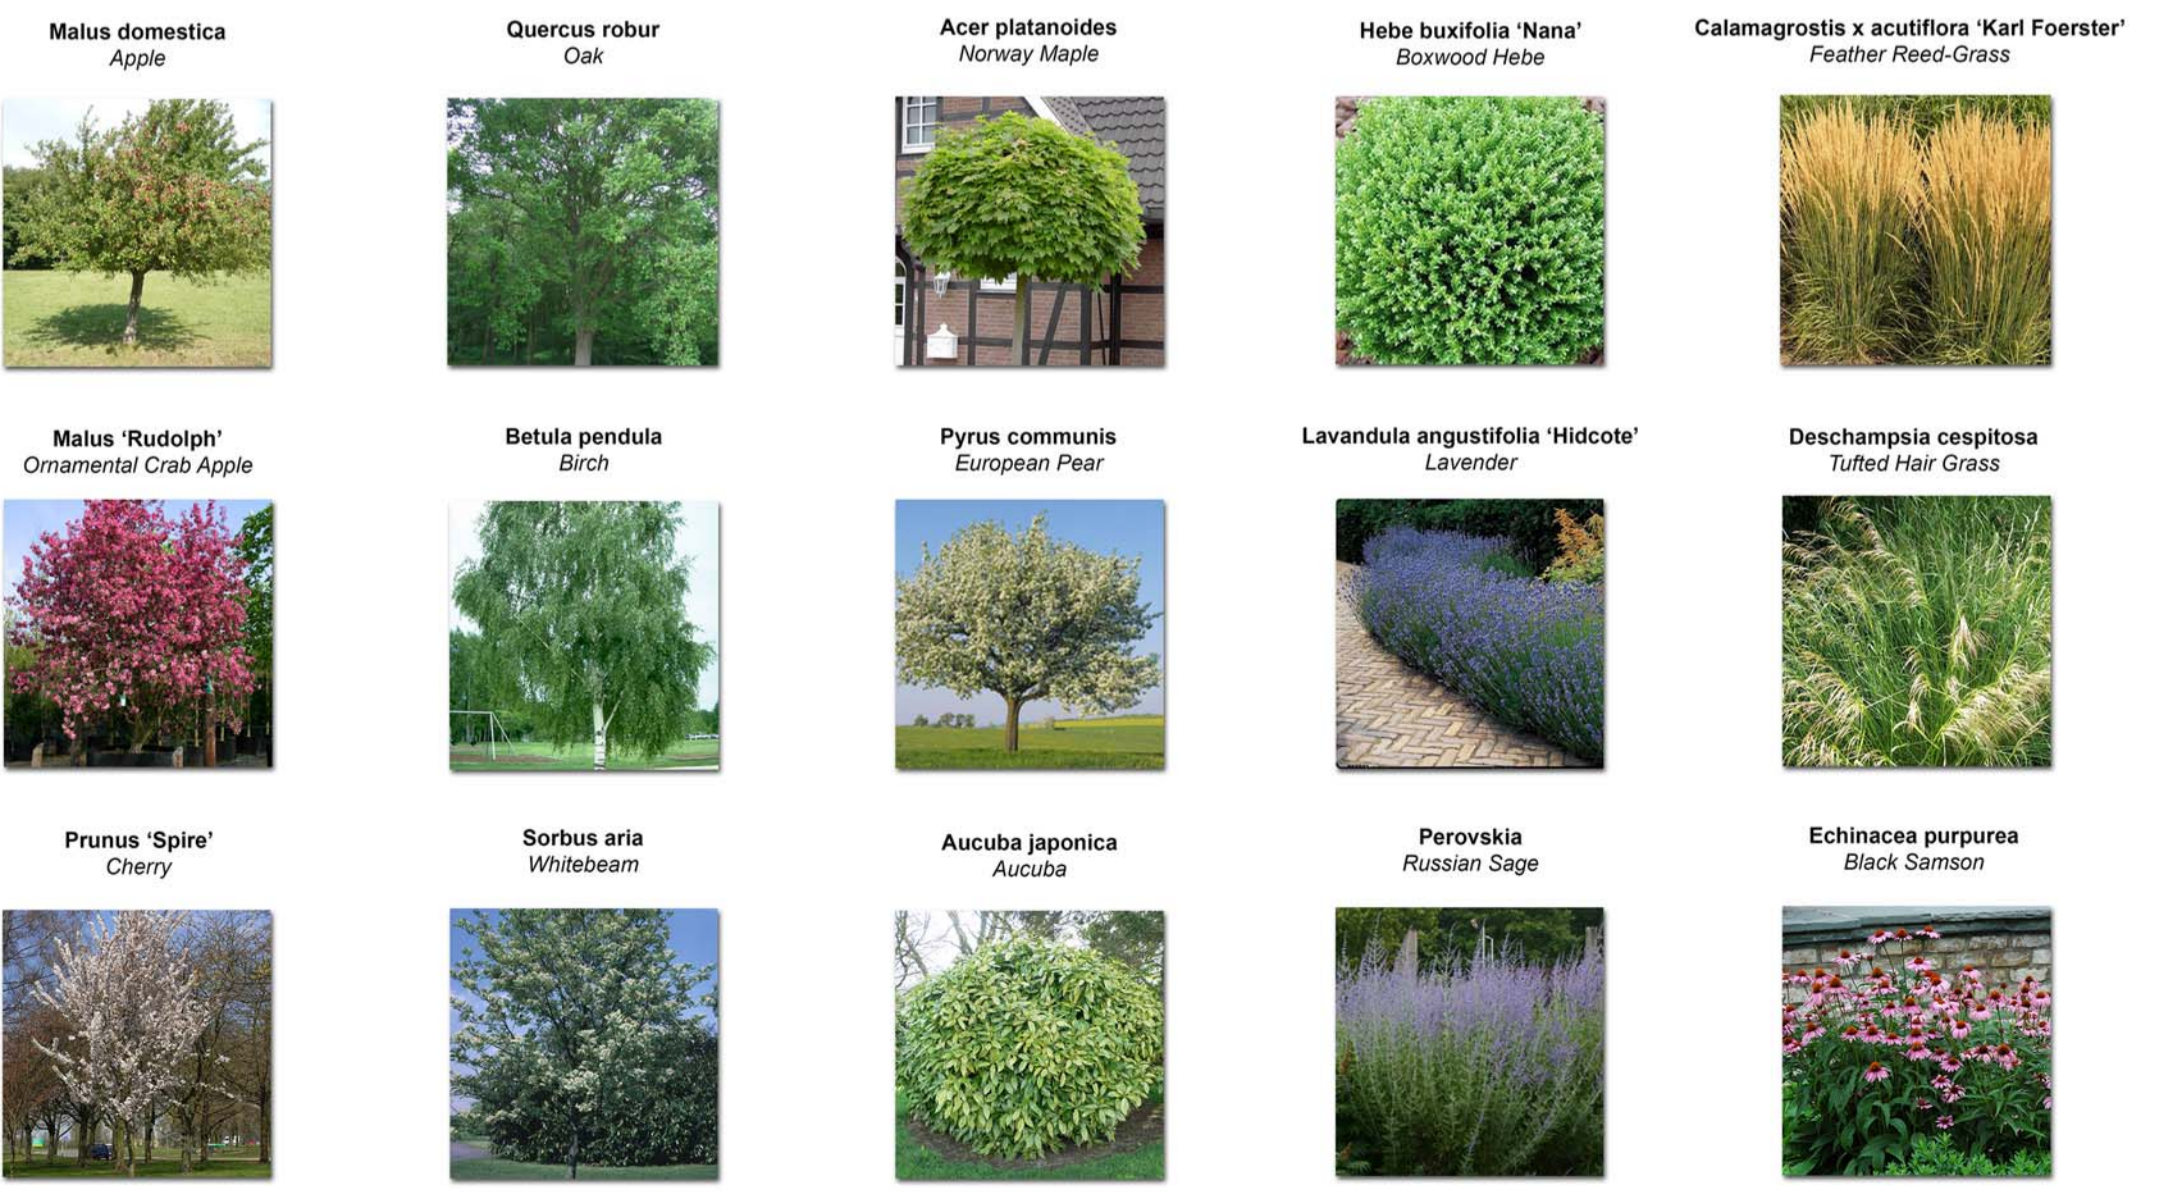 Malus domestica
Apple
Quercus robur
Oak
Acer platanoides
Norway Maple
Hebe buxifolia ‘Nana’
Boxwood Hebe
Calamagrostis x acutiflora ‘Karl Foerster’
Feather Reed-Grass
Malus ‘Rudolph’
Ornamental Crab Apple
Betula pendula
Birch
Pyrus communis
European Pear
Lavandula angustifolia ‘Hidcote’
Lavender
Deschampsia cespitosa
Tufted Hair Grass
Prunus ‘Spire’
Cherry
Sorbus aria
Whitebeam
Aucuba japonica
Aucuba
Perovskia
Russian Sage
Echinacea purpurea
Black Samson